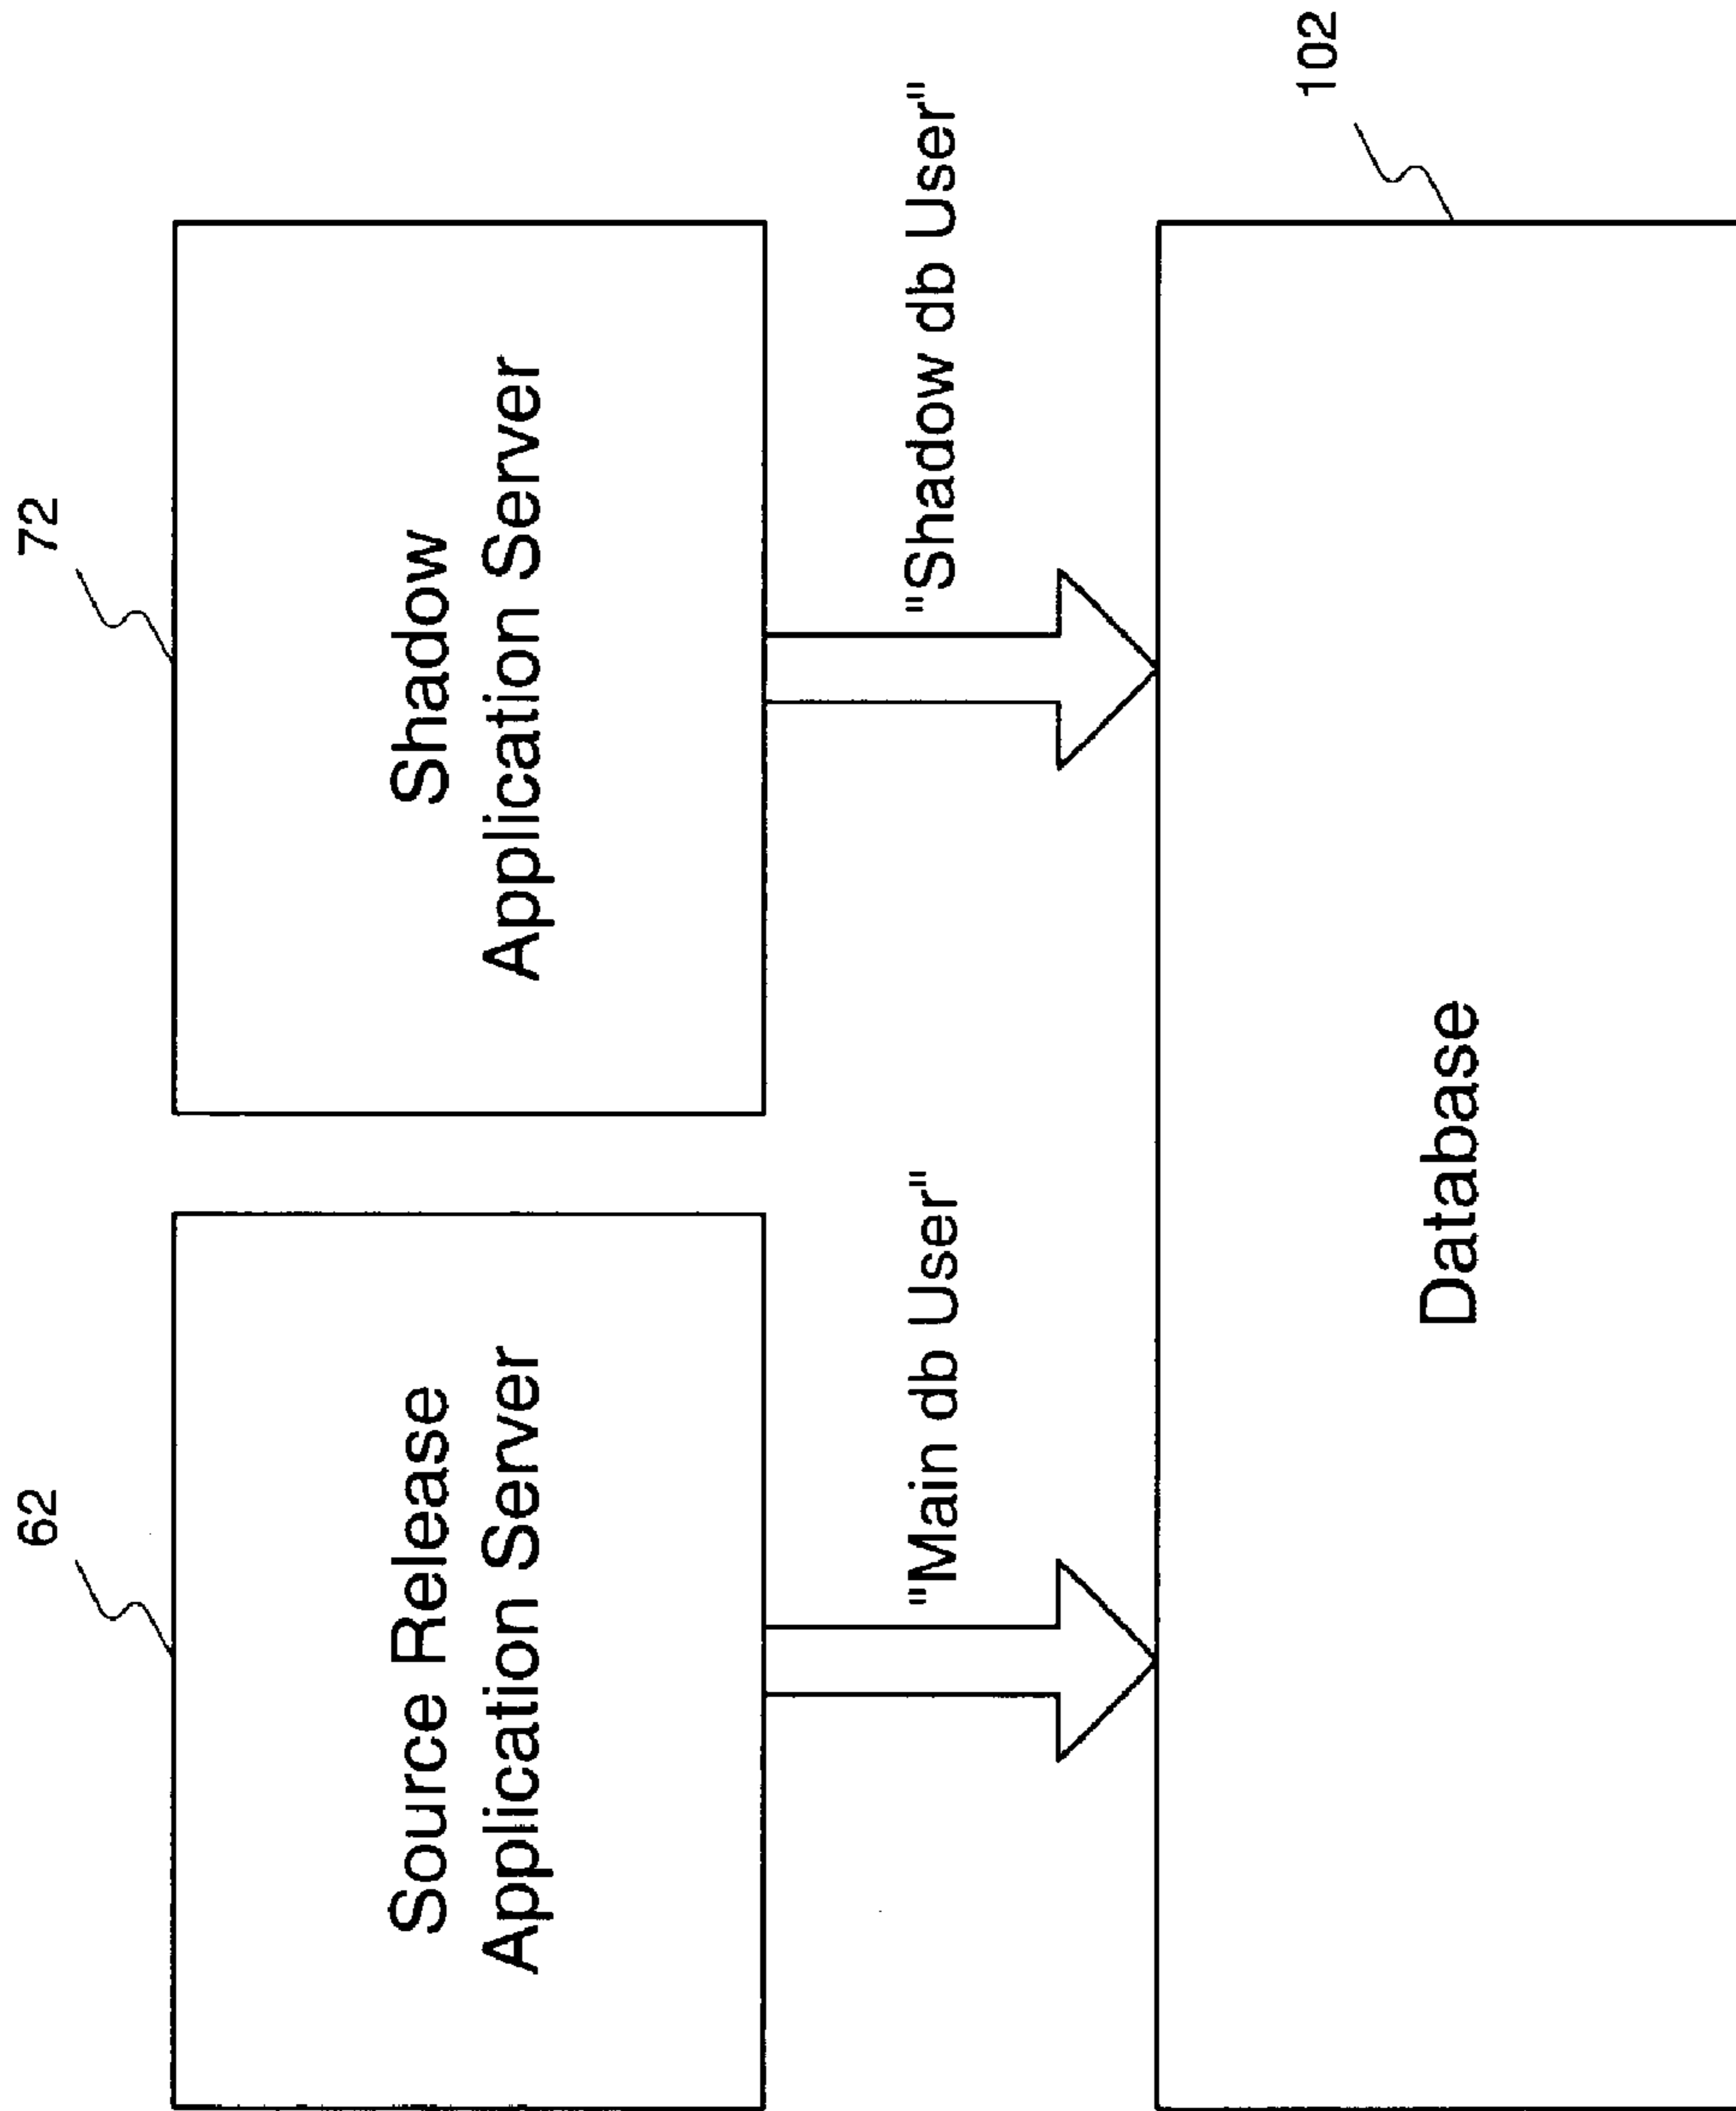 62
72
Source Release
Application Server
Shadow
Application Server
"Main db User"
"Shadow db User"
Database
102